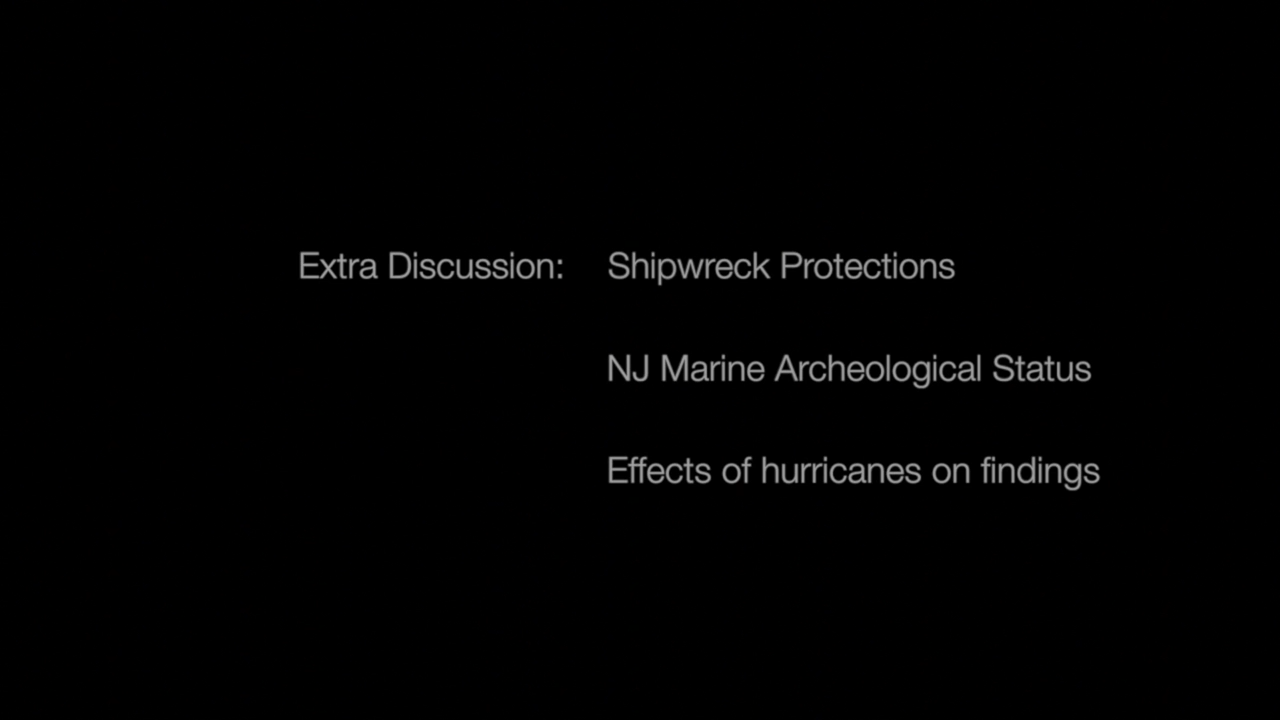 Extra Discussion: Shipwreck Protections
NJ Marine Archeological Status
Effects of hurricanes on findings